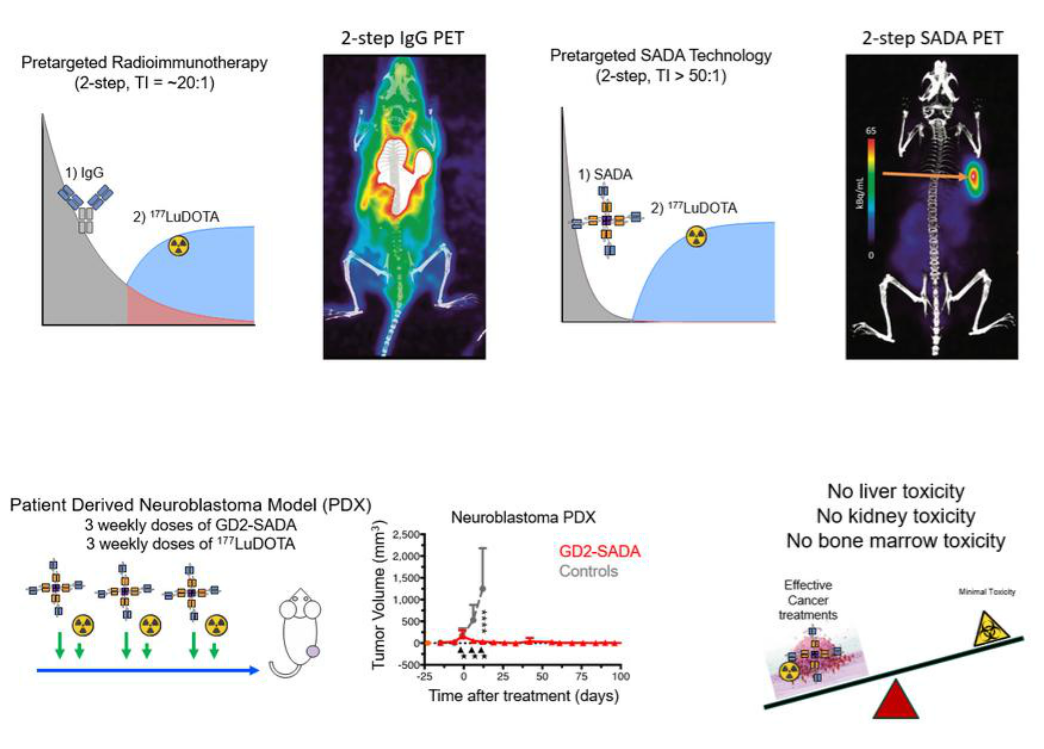 Pretargeted Radioimmunotherapy
(2-step, TI = ~20:1)
1) IgG
2) ¹⁷⁷LuDOTA
2-step IgG PET
Pretargeted SADA Technology
(2-step, TI > 50:1)
1) SADA
2) ¹⁷⁷LuDOTA
2-step SADA PET
65
kBq/mL
0
Patient Derived Neuroblastoma Model (PDX)
3 weekly doses of GD2-SADA
3 weekly doses of ¹⁷⁷LuDOTA
Neuroblastoma PDX
Tumor Volume (mm³)
2,500
2,000
1,500
1,000
500
0
-500
GD2-SADA
Controls
****
-25 0 25 50 75 100
Time after treatment (days)
No liver toxicity
No kidney toxicity
No bone marrow toxicity
Effective
Cancer
treatments
Minimal Toxicity